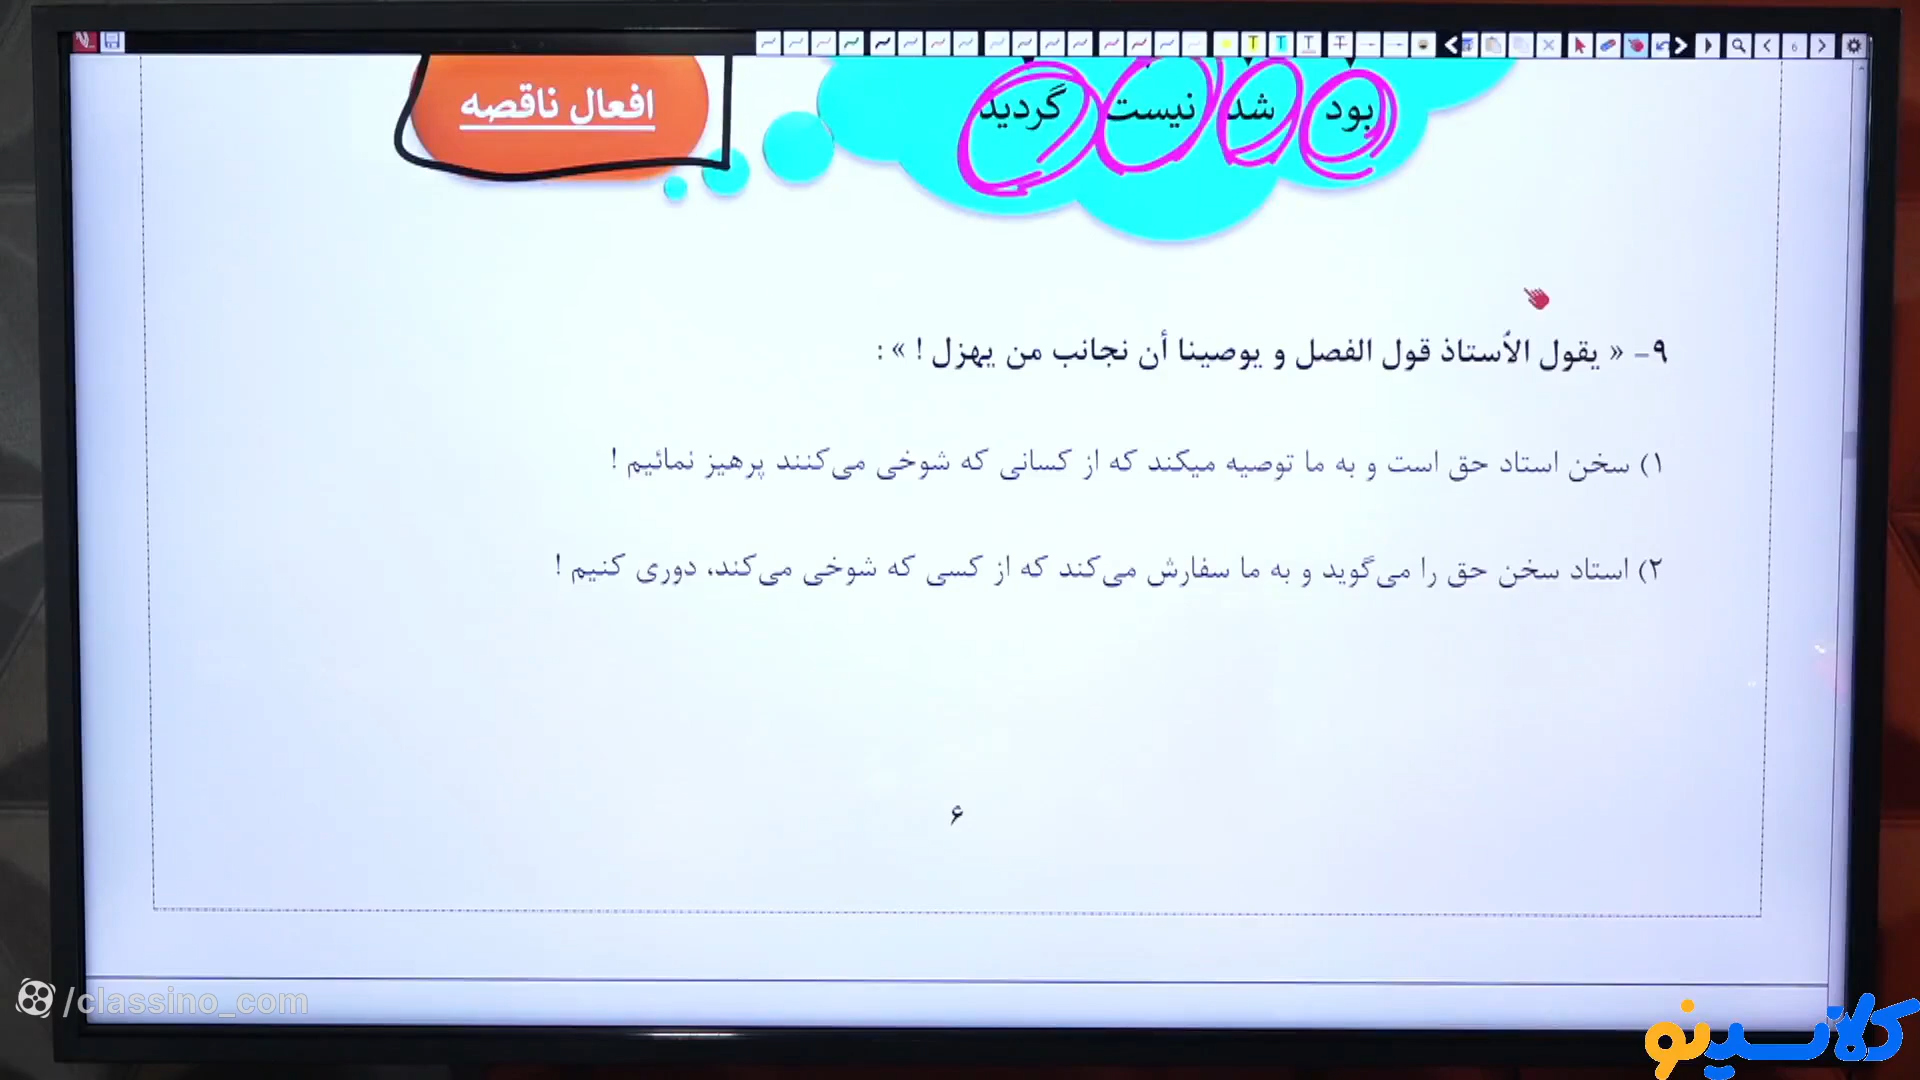 بود شد نیست گردید
افعال ناقصه
۹- « یقول الأستاذ قول الفصل و یوصینا أن نجانب من یهزل ! » :
۱) سخن استاد حق است و به ما توصیه میکند که از کسانی که شوخی می‌کنند پرهیز نمائیم !
۲) استاد سخن حق را می‌گوید و به ما سفارش می‌کند که از کسی که شوخی می‌کند، دوری کنیم !
۶
/classino_com
کلاسینو